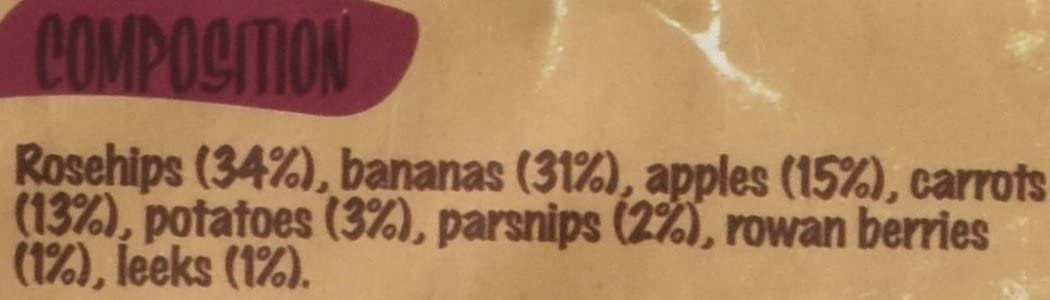 COMPOSITION
Rosehips (34%), bananas (31%), apples (15%), carrots
(13%), potatoes (3%), parsnips (2%), rowan berries
(1%), leeks (1%).